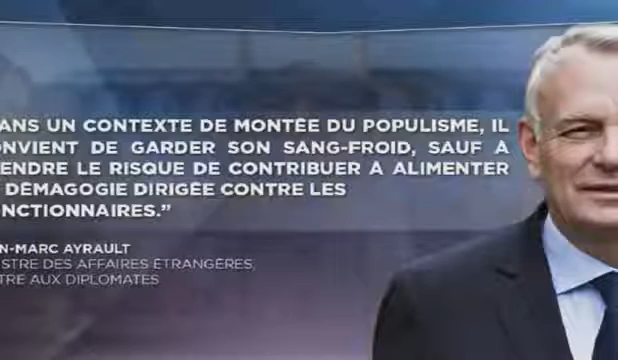 ANS UN CONTEXTE DE MONTÉE DU POPULISME, IL
ONVIENT DE GARDER SON SANG-FROID, SAUF A
ENDRE LE RISQUE DE CONTRIBUER A ALIMENTER
DÉMAGOGIE DIRIGÉE CONTRE LES
NCTIONNAIRES.”
N-MARC AYRAULT
ISTRE DES AFFAIRES ÉTRANGÈRES,
TRE AUX DIPLOMATES